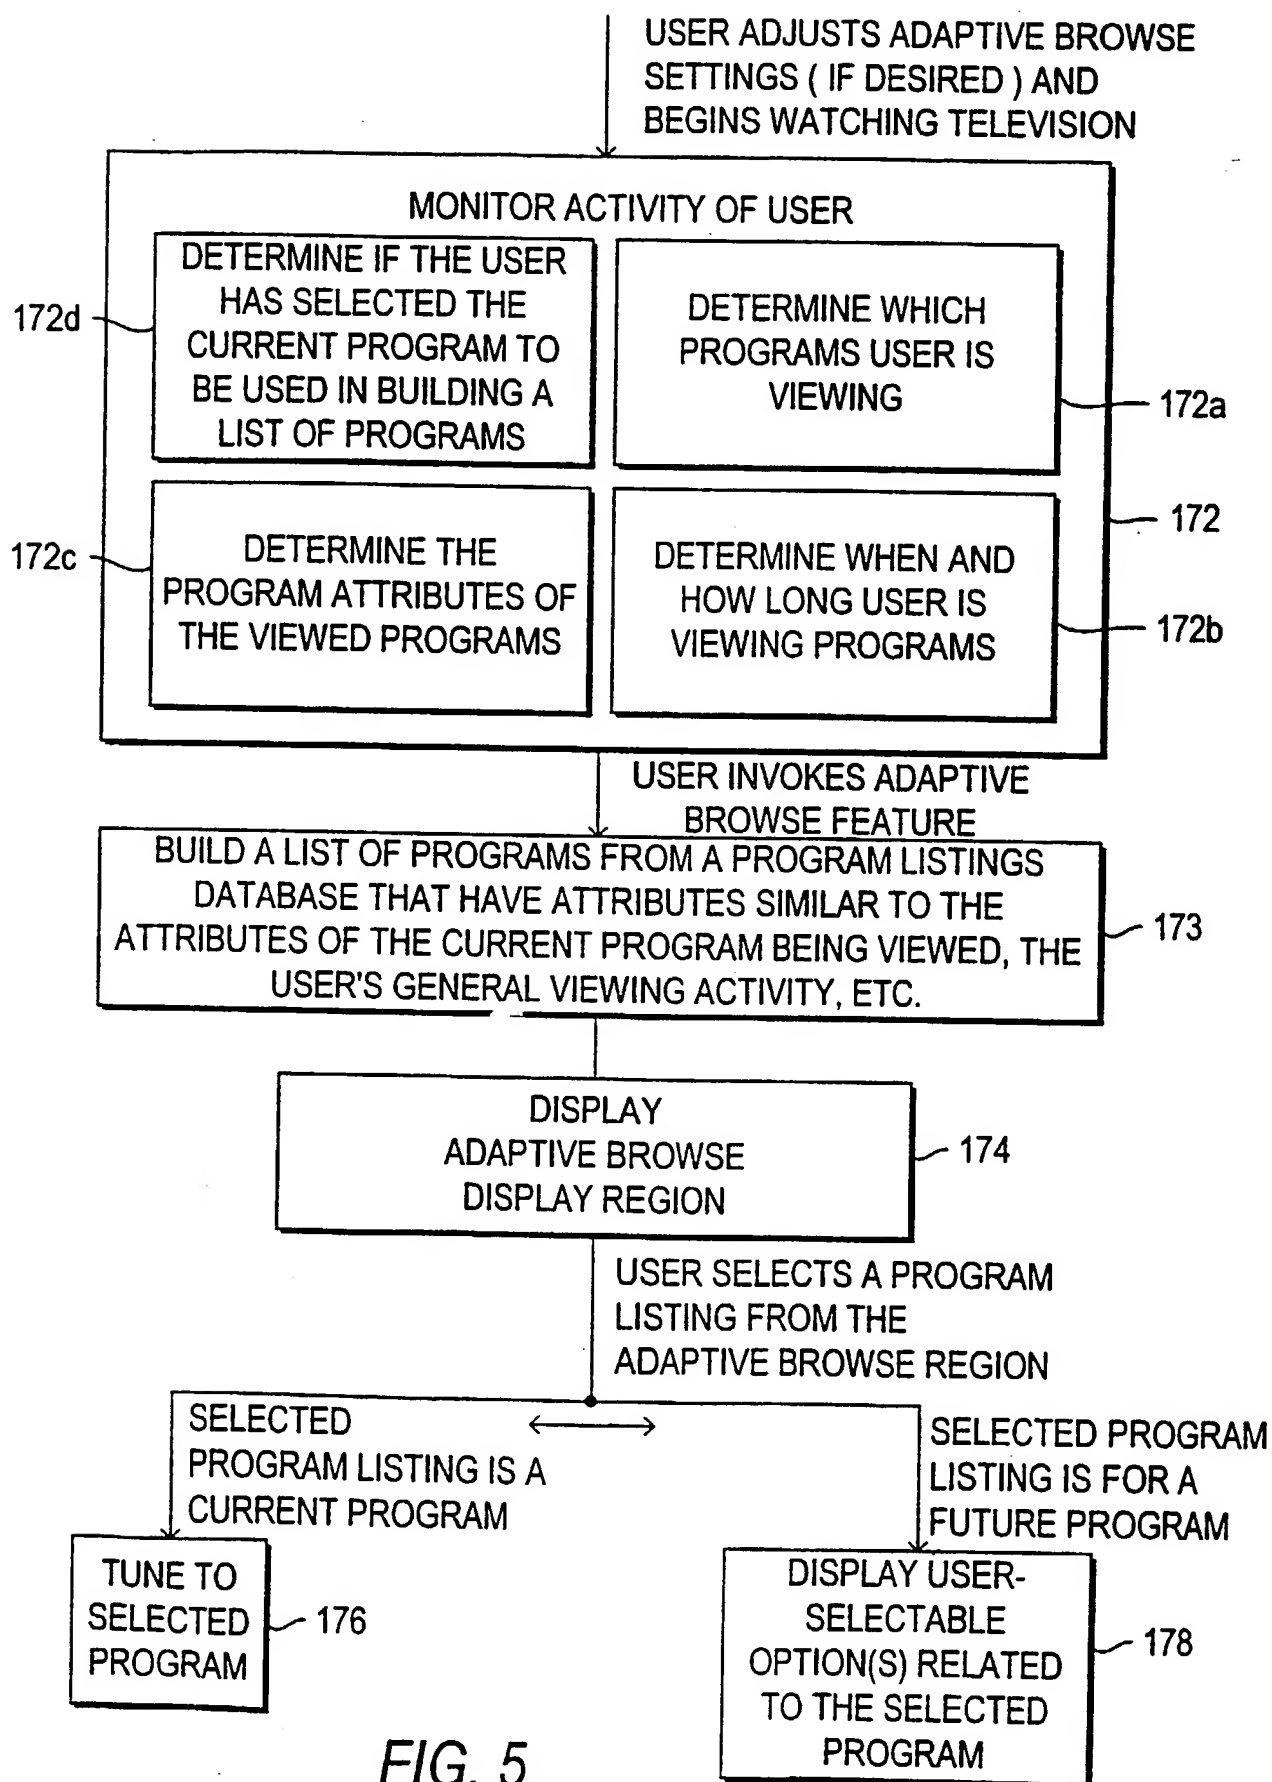 USER ADJUSTS ADAPTIVE BROWSE
SETTINGS ( IF DESIRED ) AND
BEGINS WATCHING TELEVISION
MONITOR ACTIVITY OF USER
172d
DETERMINE IF THE USER
HAS SELECTED THE
CURRENT PROGRAM TO
BE USED IN BUILDING A
LIST OF PROGRAMS
DETERMINE WHICH
PROGRAMS USER IS
VIEWING
172a
172
172c
DETERMINE THE
PROGRAM ATTRIBUTES OF
THE VIEWED PROGRAMS
DETERMINE WHEN AND
HOW LONG USER IS
VIEWING PROGRAMS
172b
USER INVOKES ADAPTIVE
BROWSE FEATURE
BUILD A LIST OF PROGRAMS FROM A PROGRAM LISTINGS
DATABASE THAT HAVE ATTRIBUTES SIMILAR TO THE
ATTRIBUTES OF THE CURRENT PROGRAM BEING VIEWED, THE
USER'S GENERAL VIEWING ACTIVITY, ETC.
173
DISPLAY
ADAPTIVE BROWSE
DISPLAY REGION
174
USER SELECTS A PROGRAM
LISTING FROM THE
ADAPTIVE BROWSE REGION
SELECTED
PROGRAM LISTING IS A
CURRENT PROGRAM
SELECTED PROGRAM
LISTING IS FOR A
FUTURE PROGRAM
TUNE TO
SELECTED
PROGRAM
176
DISPLAY USER-
SELECTABLE
OPTION(S) RELATED
TO THE SELECTED
PROGRAM
178
FIG. 5